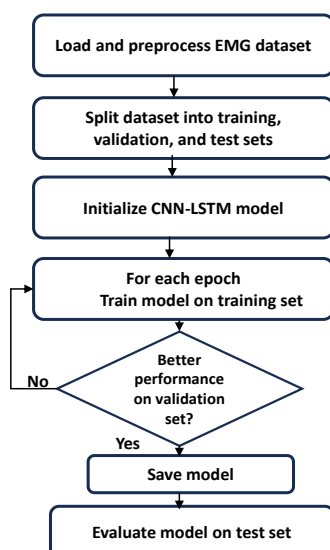 Load and preprocess EMG dataset
Split dataset into training,
validation, and test sets
Initialize CNN-LSTM model
For each epoch
Train model on training set
Better
performance
on validation
set?
No
Yes
Save model
Evaluate model on test set